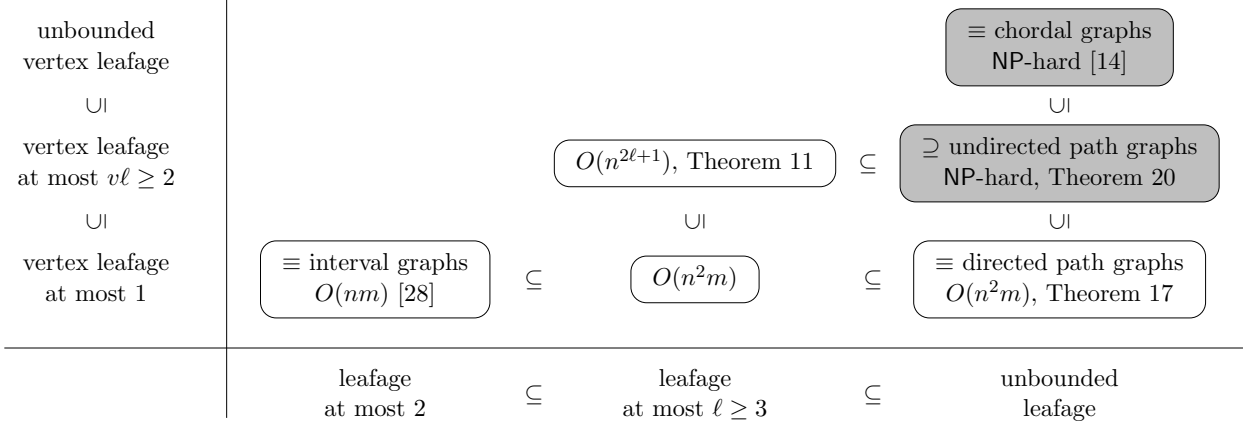 unbounded
vertex leafage
≡ chordal graphs
NP-hard [14]
∪|
∪|
vertex leafage
at most vℓ ≥ 2
O(n^{2ℓ+1}), Theorem 11
⊆
⊇ undirected path graphs
NP-hard, Theorem 20
∪|
∪|
∪|
vertex leafage
at most 1
≡ interval graphs
O(nm) [28]
⊆
O(n²m)
⊆
≡ directed path graphs
O(n²m), Theorem 17
leafage
at most 2
⊆
leafage
at most ℓ ≥ 3
⊆
unbounded
leafage